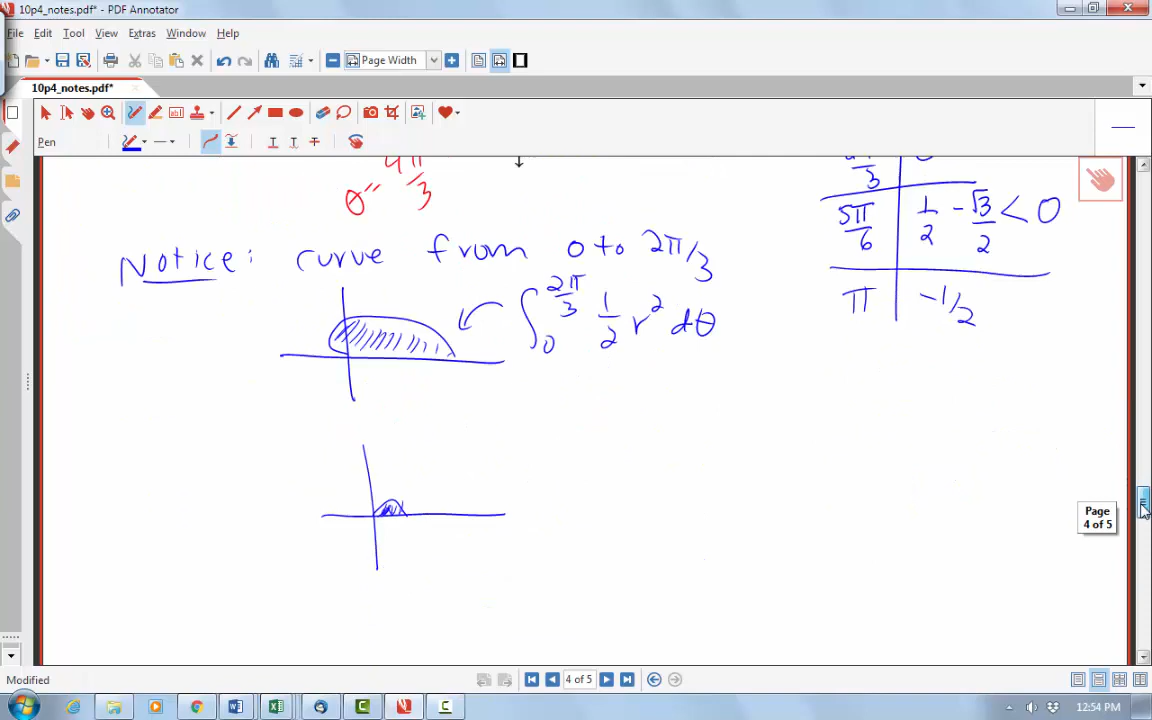 10p4_notes.pdf* - PDF Annotator
File Edit Tool View Extras Window Help
Page Width
10p4_notes.pdf*
Pen
4π/3
θ"
Notice: curve from 0 to 2π/3
∫_0^{2π/3} 1/2 r² dθ
3 0
5π/6 1/2 - √3/2 < 0
π -1/2
Page
4 of 5
4 of 5
Modified
12:54 PM